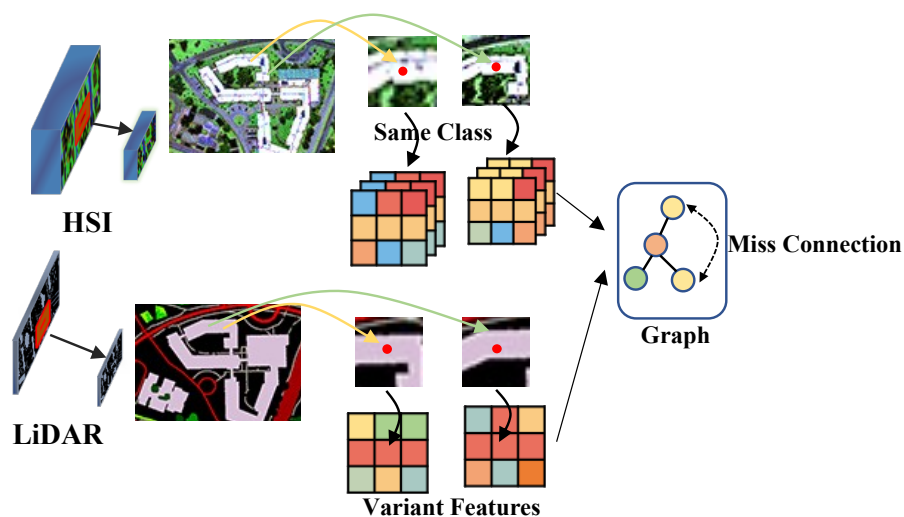 Same Class
HSI
Miss Connection
Graph
LiDAR
Variant Features